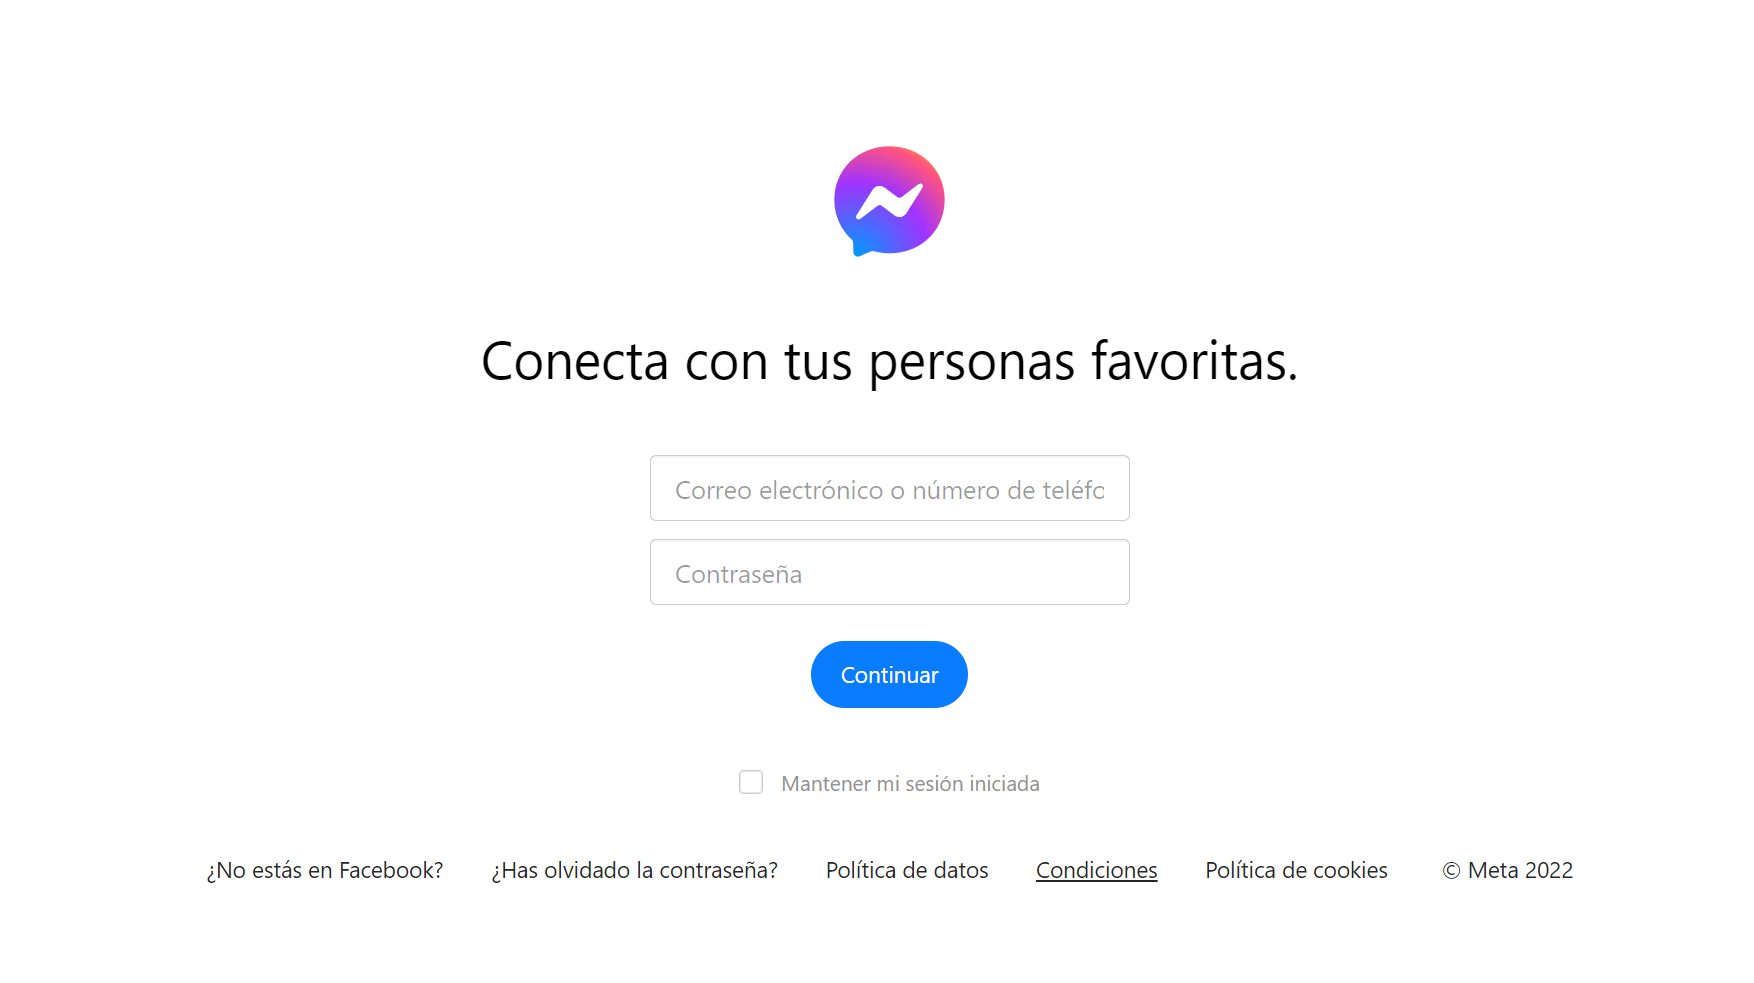 Conecta con tus personas favoritas.
Correo electrónico o número de teléfo
Contraseña
Continuar
Mantener mi sesión iniciada
¿No estás en Facebook? ¿Has olvidado la contraseña? Política de datos Condiciones Política de cookies © Meta 2022